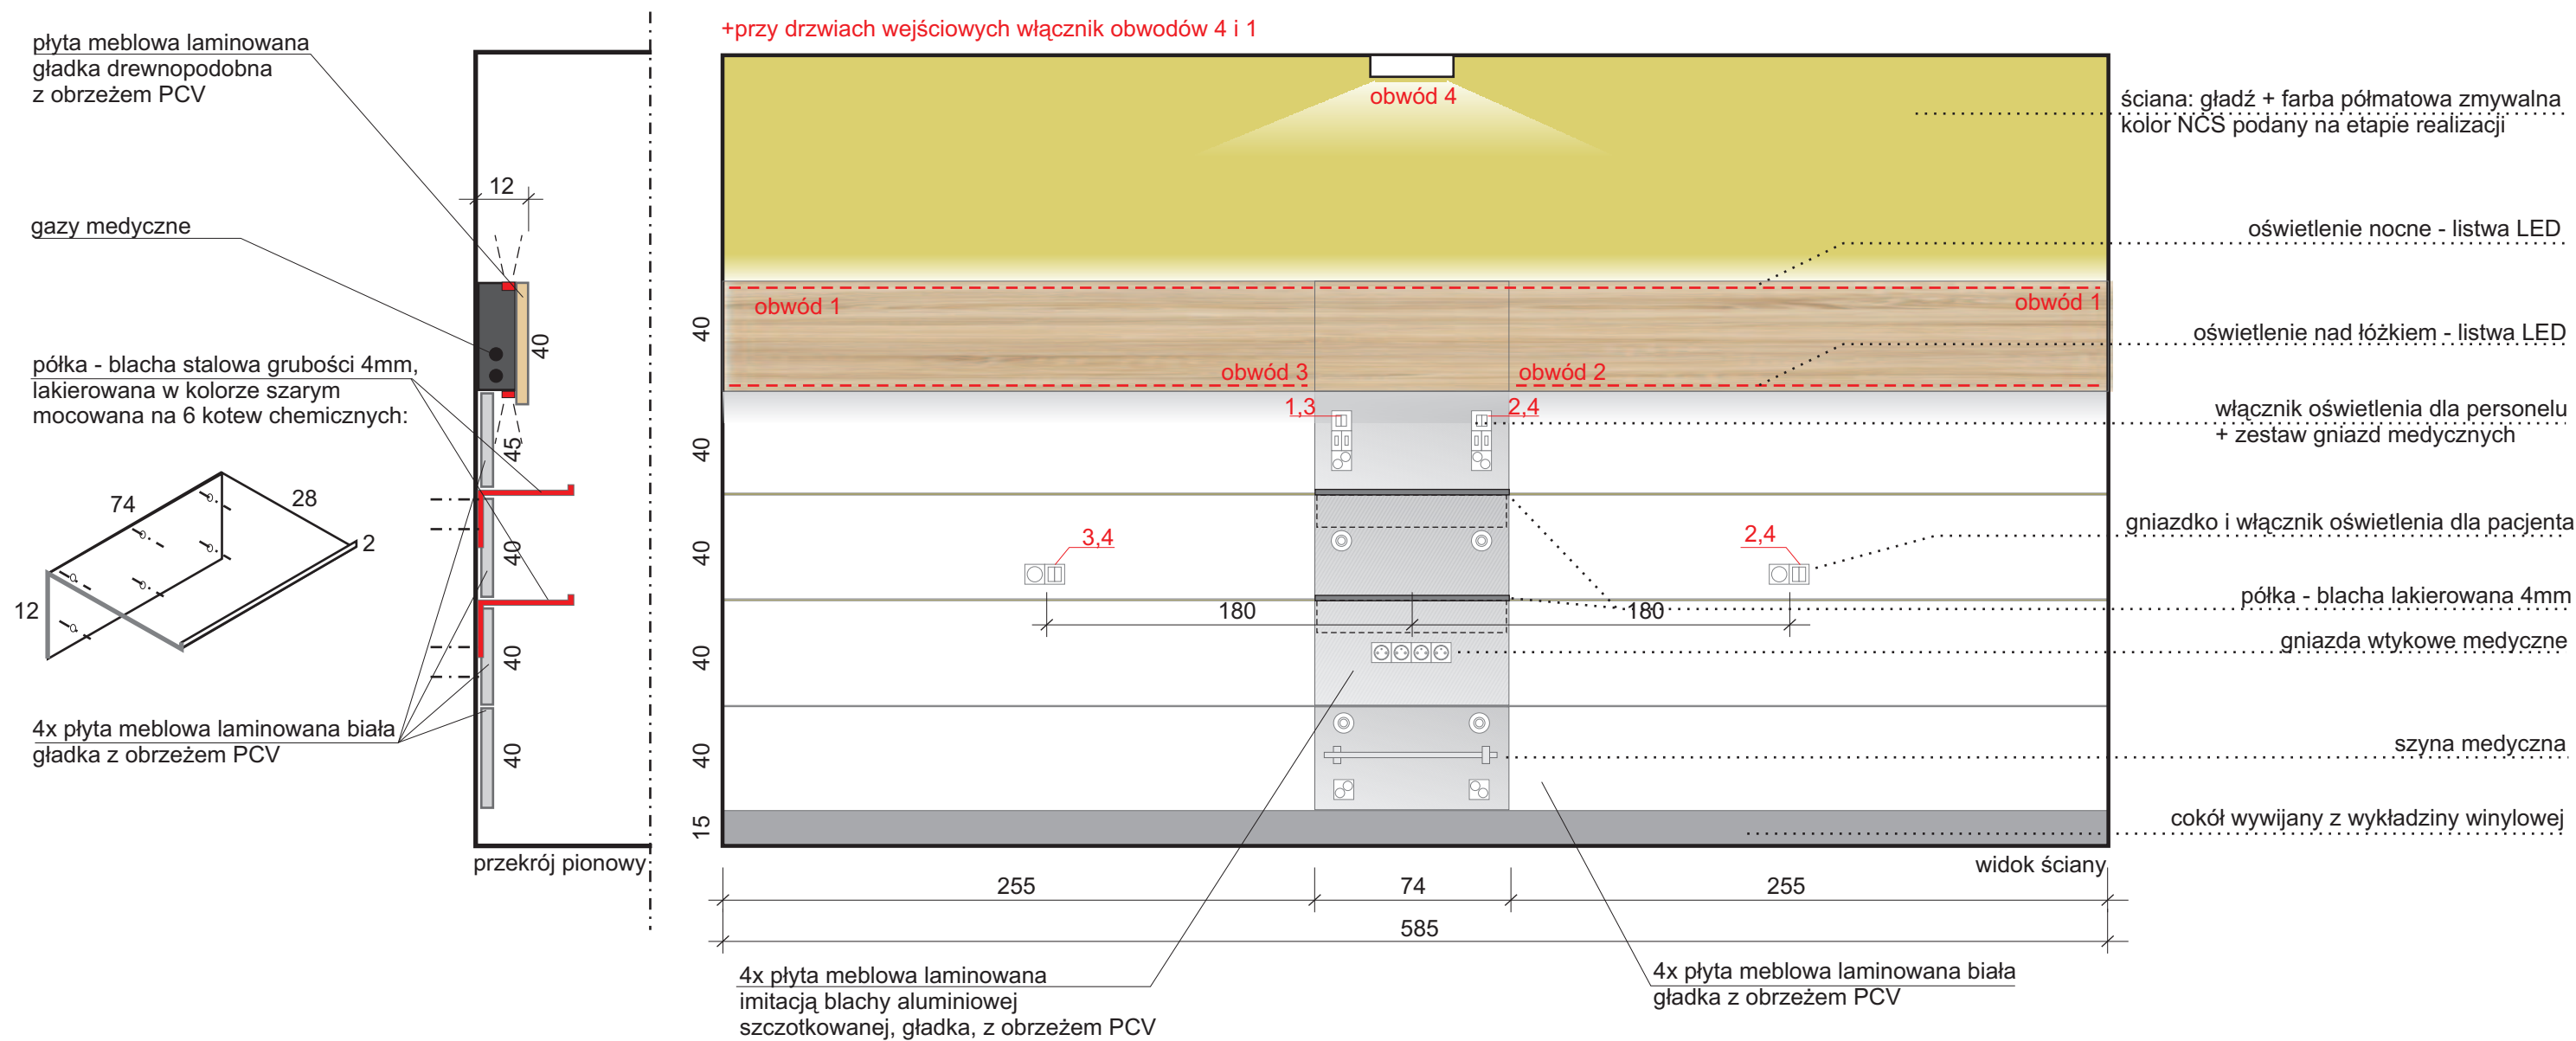 +przy drzwiach wejściowych włącznik obwodów 4 i 1
płyta meblowa laminowana
gładka drewnopodobna
z obrzeżem PCV
12
gazy medyczne
40
półka - blacha stalowa grubości 4mm,
lakierowana w kolorze szarym
mocowana na 6 kotew chemicznych:
45
74
28
2
12
40
40
4x płyta meblowa laminowana biała
gładka z obrzeżem PCV
40
przekrój pionowy
obwód 4
obwód 1
obwód 1
40
obwód 3
obwód 2
1,3
2,4
40
40
3,4
2,4
180
180
40
40
15
widok ściany
255
74
255
585
4x płyta meblowa laminowana
imitacją blachy aluminiowej
szczotkowanej, gładka, z obrzeżem PCV
4x płyta meblowa laminowana biała
gładka z obrzeżem PCV
ściana: gładź + farba półmatowa zmywalna
kolor NCS podany na etapie realizacji
oświetlenie nocne - listwa LED
oświetlenie nad łóżkiem - listwa LED
włącznik oświetlenia dla personelu
+ zestaw gniazd medycznych
gniazdko i włącznik oświetlenia dla pacjenta
półka - blacha lakierowana 4mm
gniazda wtykowe medyczne
szyna medyczna
cokół wywijany z wykładziny winylowej